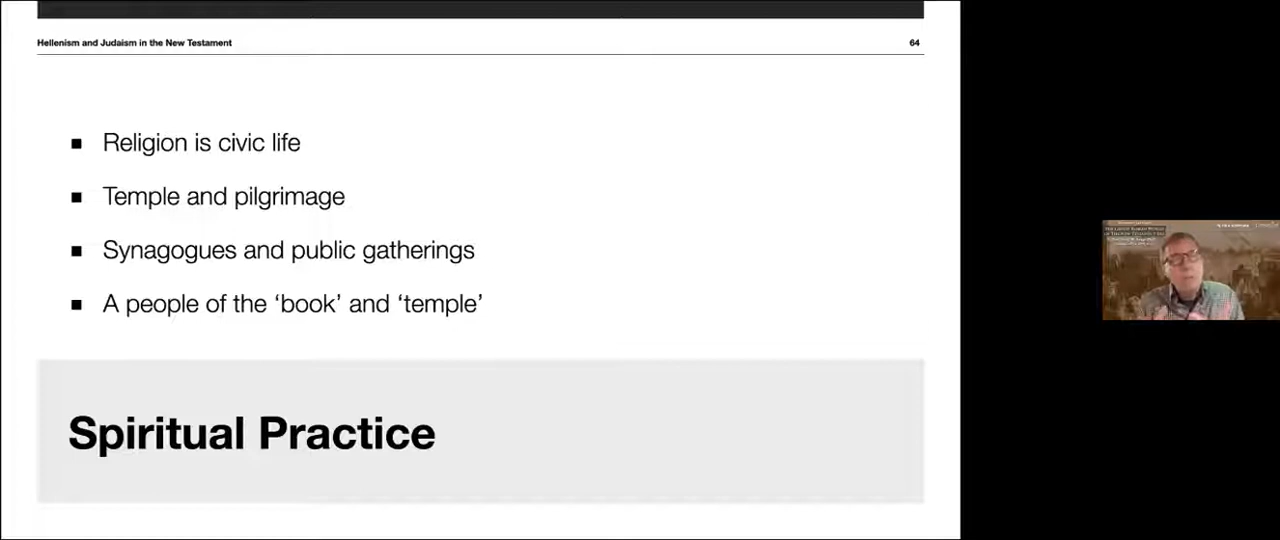 Hellenism and Judaism in the New Testament
64
▪ Religion is civic life
▪ Temple and pilgrimage
▪ Synagogues and public gatherings
▪ A people of the ‘book’ and ‘temple’
Spiritual Practice